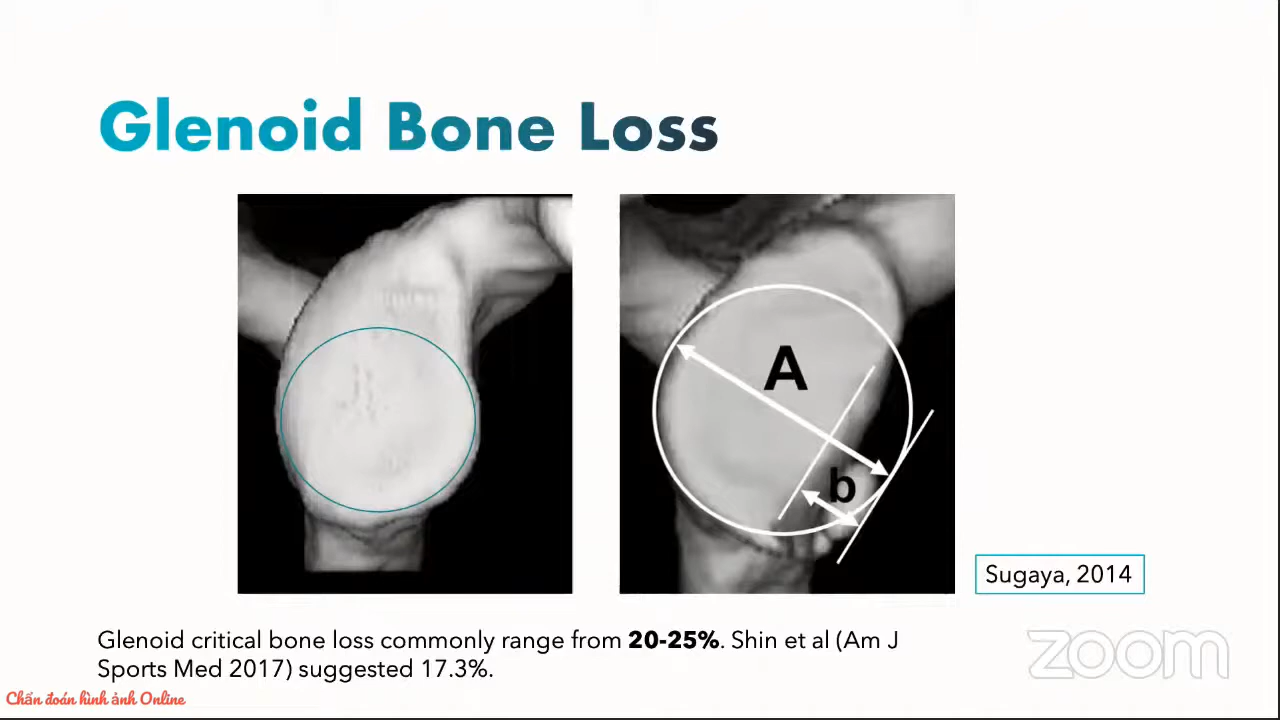 Glenoid Bone Loss
A
b
Sugaya, 2014
Glenoid critical bone loss commonly range from 20-25%. Shin et al (Am J
Sports Med 2017) suggested 17.3%.
zoom
Chẩn đoán hình ảnh Online